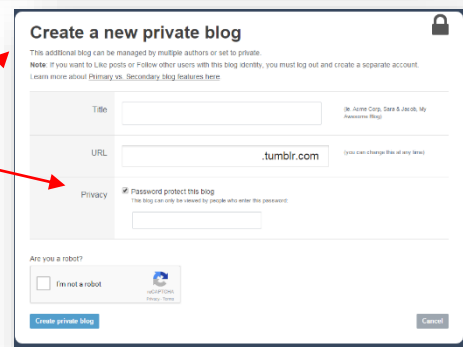 Create a new private blog
This additional blog can be managed by multiple authors or set to private.
Note: If you want to Like posts or Follow other users with this blog identity, you must log out and create a separate account.
Learn more about Primary vs. Secondary blog features here.
Title
(ie. Acme Corp, Sara & Jacob, My
Awesome Blog)
URL
.tumblr.com
(you can change this at any time)
Privacy
Password protect this blog
This blog can only be viewed by people who enter this password:
Are you a robot?
I'm not a robot
reCAPTCHA
Privacy - Terms
Create private blog
Cancel